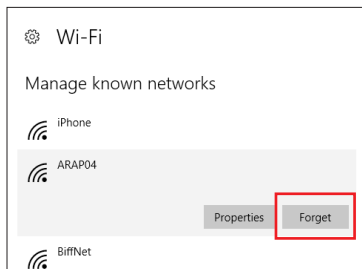 Wi-Fi
Manage known networks
iPhone
ARAP04
Properties Forget
BiffNet